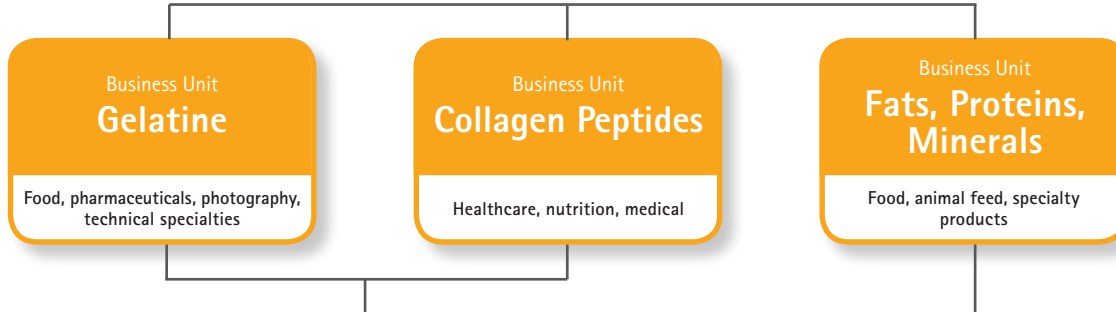 Business Unit
Gelatine
Food, pharmaceuticals, photography,
technical specialties
Business Unit
Collagen Peptides
Healthcare, nutrition, medical
Business Unit
Fats, Proteins,
Minerals
Food, animal feed, specialty
products